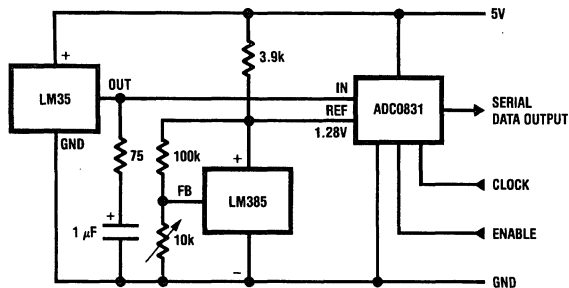 5V
+
3.9k
LM35
OUT
IN
REF
1.28V
ADC0831
SERIAL
DATA OUTPUT
GND
75
100k
+
FB
LM385
CLOCK
+
1 µF
10k
ENABLE
−
GND